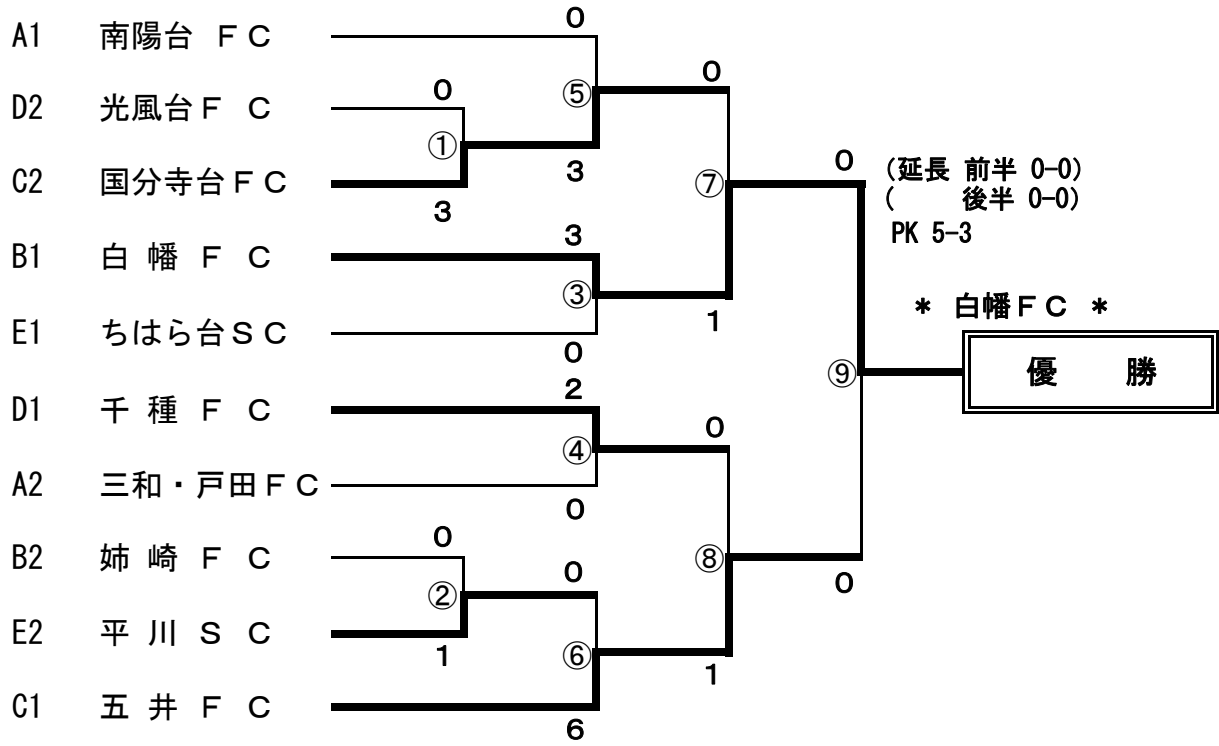 0
A1 南陽台 ＦＣ
0
⑤
D2 光風台Ｆ Ｃ
0
①
3
0
(延長 前半 0-0)
C2 国分寺台ＦＣ
⑦
( 後半 0-0)
3
3
PK 5-3
B1 白 幡 Ｆ Ｃ
③
1
* 白幡ＦＣ *
E1 ちはら台ＳＣ
0
⑨
優 勝
2
D1 千 種 Ｆ Ｃ
0
④
A2 三和・戸田ＦＣ
0
0
B2 姉 崎 Ｆ Ｃ
0
⑧
0
②
E2 平 川 Ｓ Ｃ
1
⑥
1
C1 五 井 Ｆ Ｃ
6